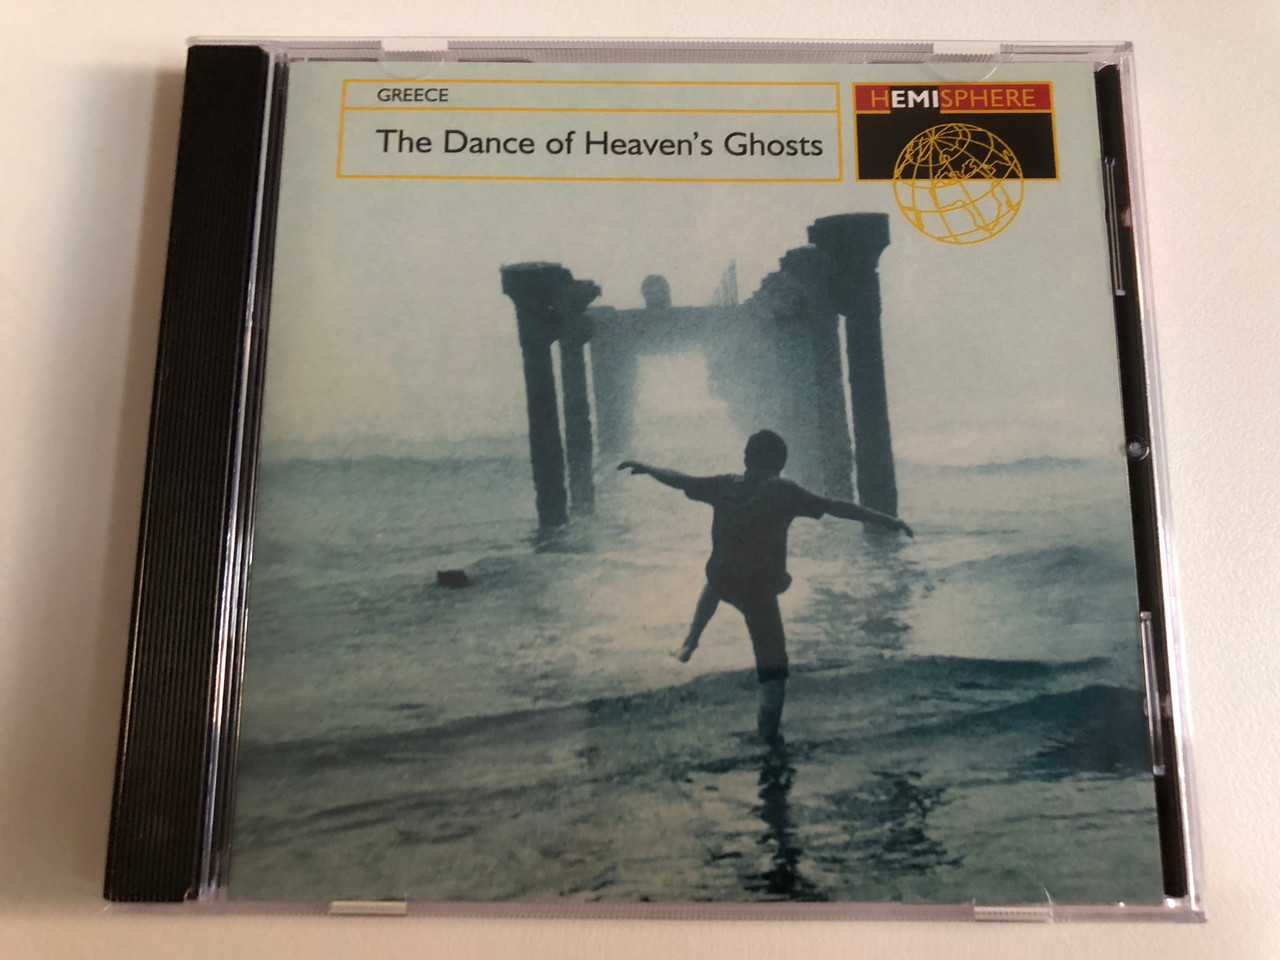 GREECE
The Dance of Heaven's Ghosts
HEMISPHERE